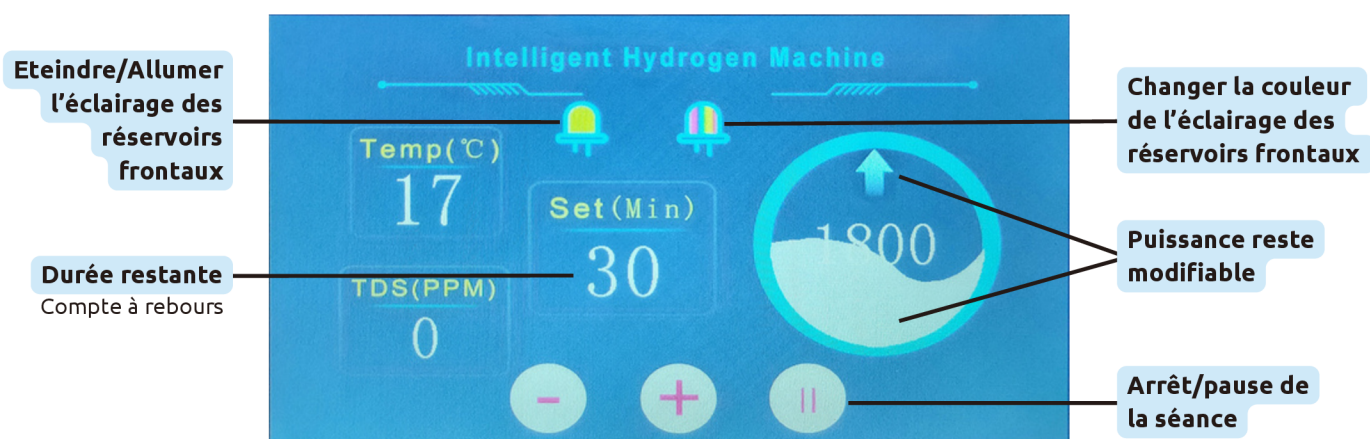 Intelligent Hydrogen Machine
Eteindre/Allumer
l’éclairage des
réservoirs
frontaux
Changer la couleur
de l’éclairage des
réservoirs frontaux
Temp(℃)
17
Set(Min)
30
1800
Puissance reste
modifiable
Durée restante
Compte à rebours
TDS(PPM)
0
-
+
Arrêt/pause de
la séance